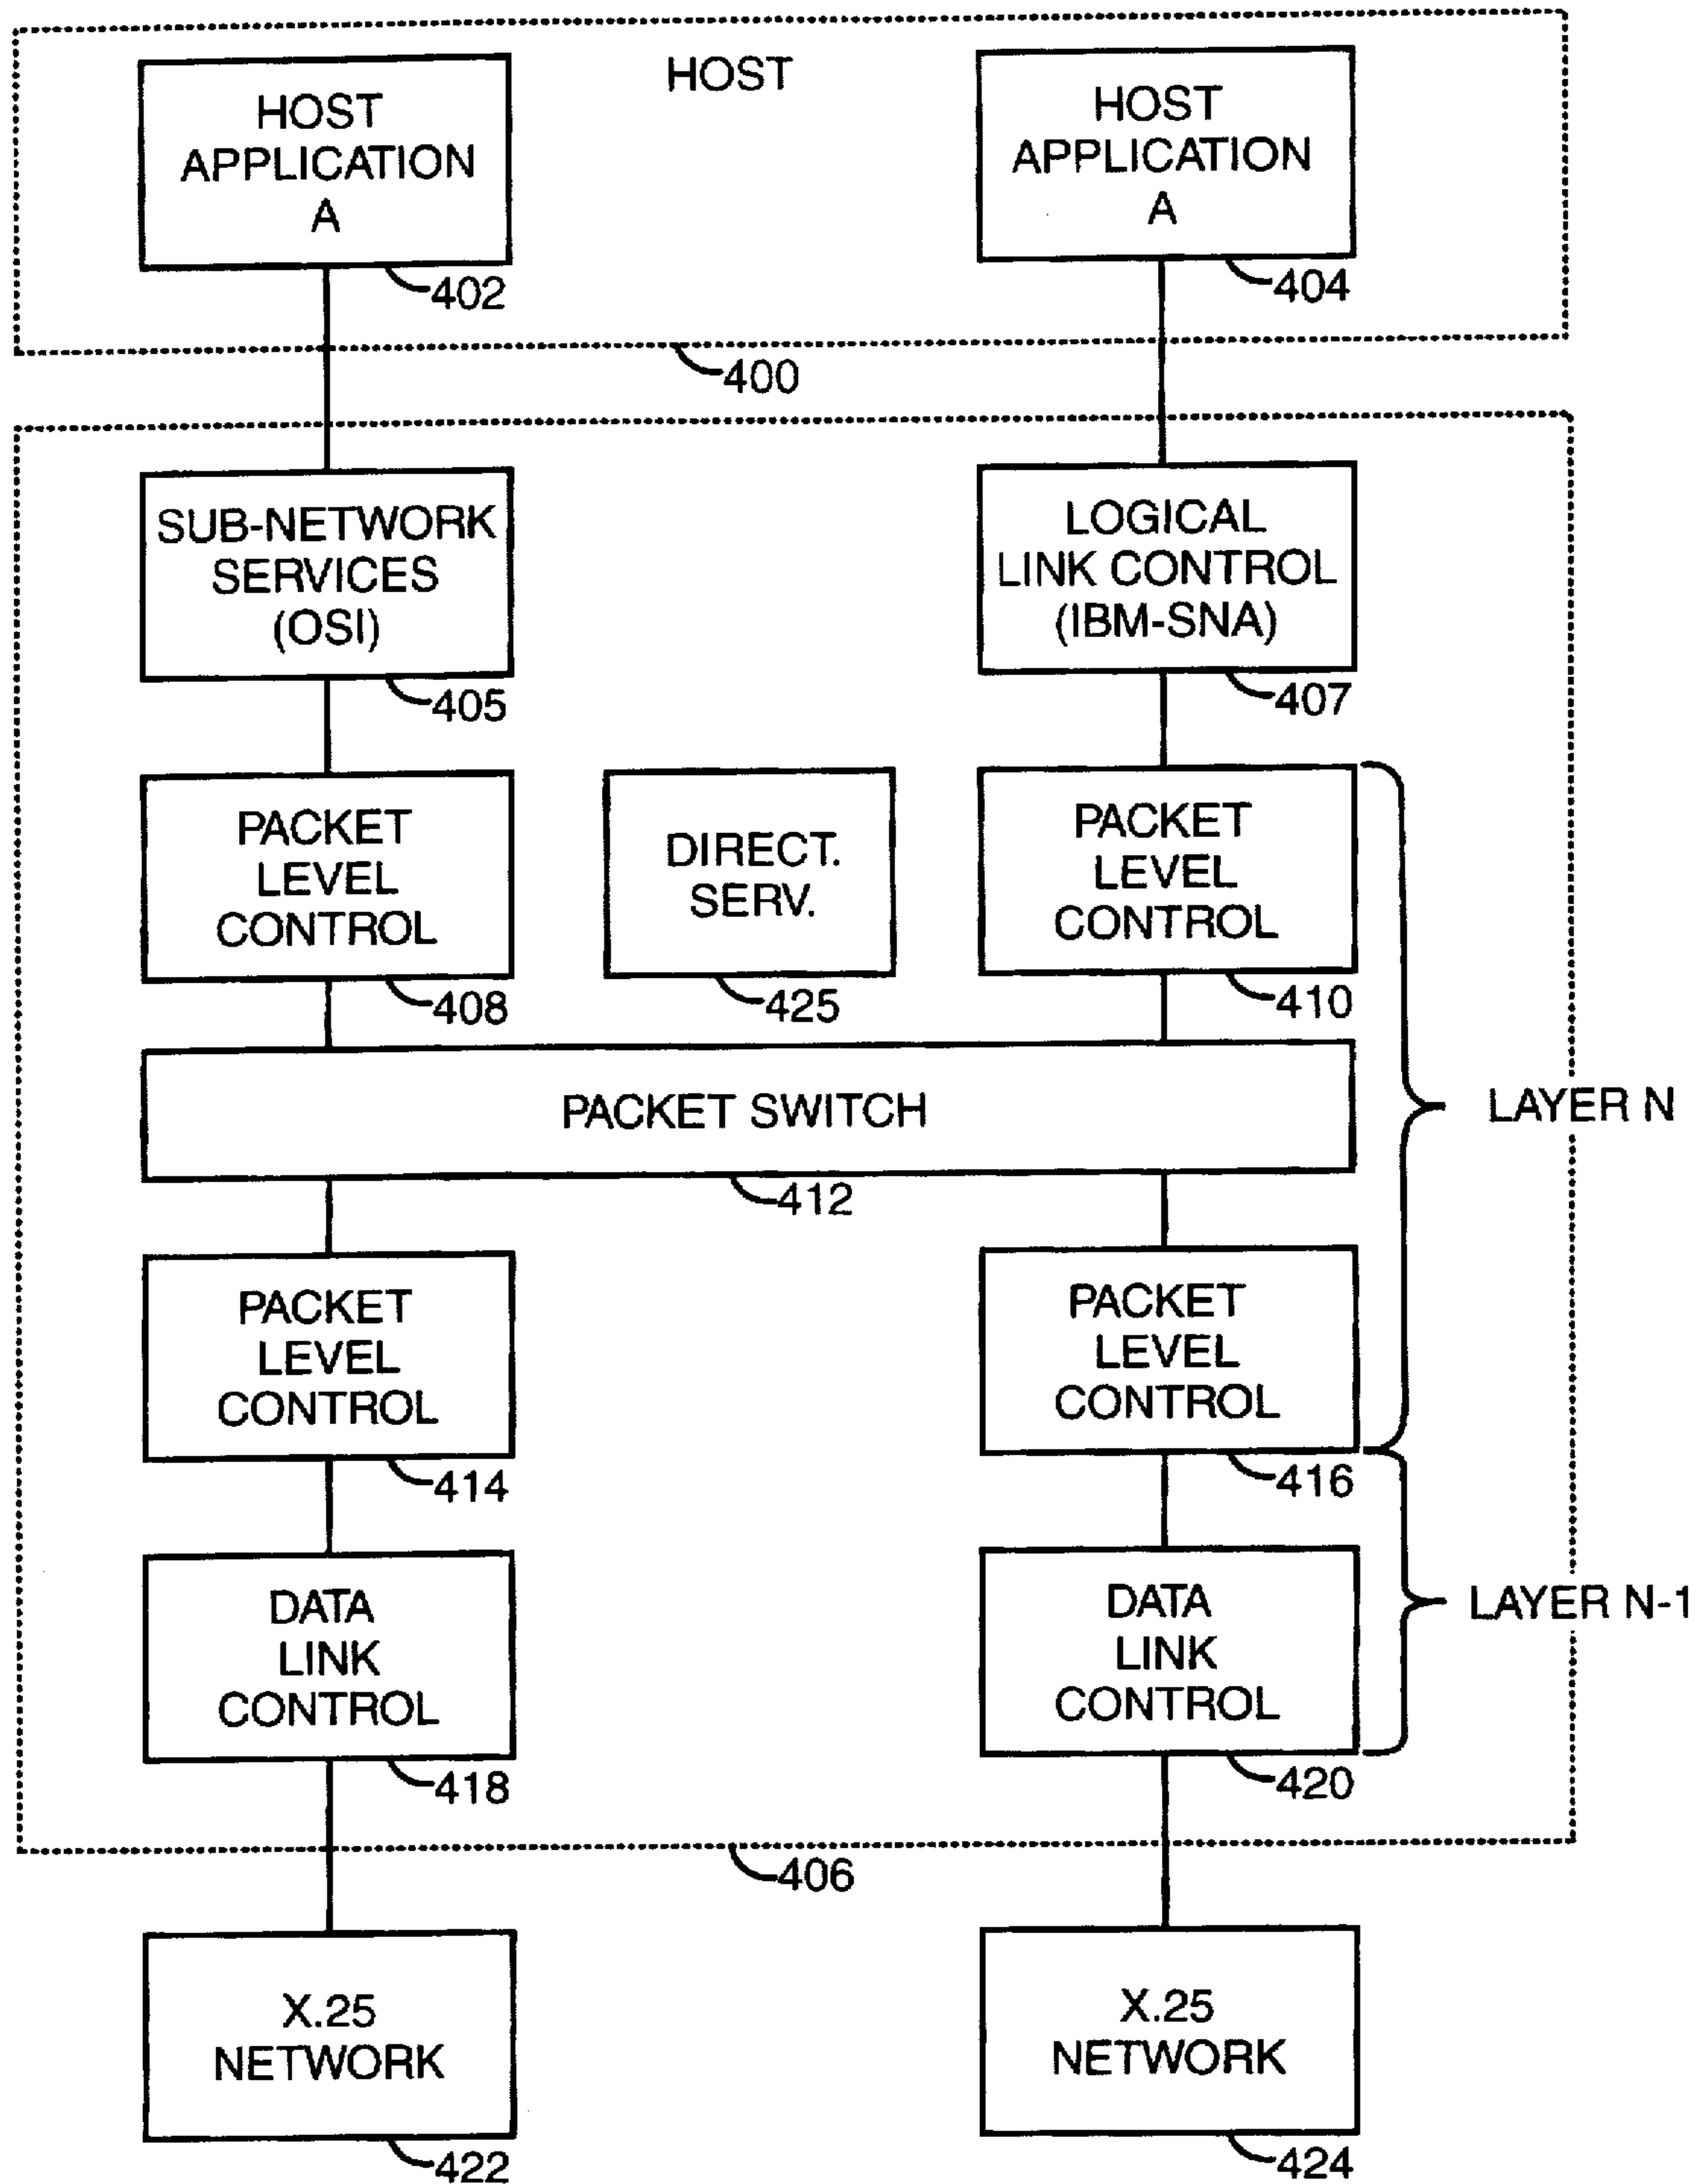 HOST
HOST
APPLICATION
A
402
HOST
APPLICATION
A
404
400
SUB-NETWORK
SERVICES
(OSI)
405
LOGICAL
LINK CONTROL
(IBM-SNA)
407
PACKET
LEVEL
CONTROL
408
DIRECT.
SERV.
425
PACKET
LEVEL
CONTROL
410
PACKET SWITCH
412
LAYER N
PACKET
LEVEL
CONTROL
414
PACKET
LEVEL
CONTROL
416
DATA
LINK
CONTROL
418
DATA
LINK
CONTROL
420
LAYER N-1
406
X.25
NETWORK
422
X.25
NETWORK
424